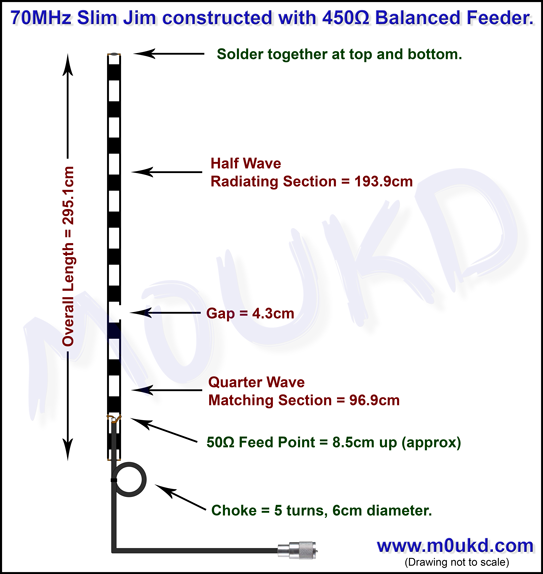 70MHz Slim Jim constructed with 450Ω Balanced Feeder.
Solder together at top and bottom.
Half Wave
Radiating Section = 193.9cm
Overall Length = 295.1cm
M0UKD
Gap = 4.3cm
Quarter Wave
Matching Section = 96.9cm
50Ω Feed Point = 8.5cm up (approx)
Choke = 5 turns, 6cm diameter.
www.m0ukd.com
(Drawing not to scale)